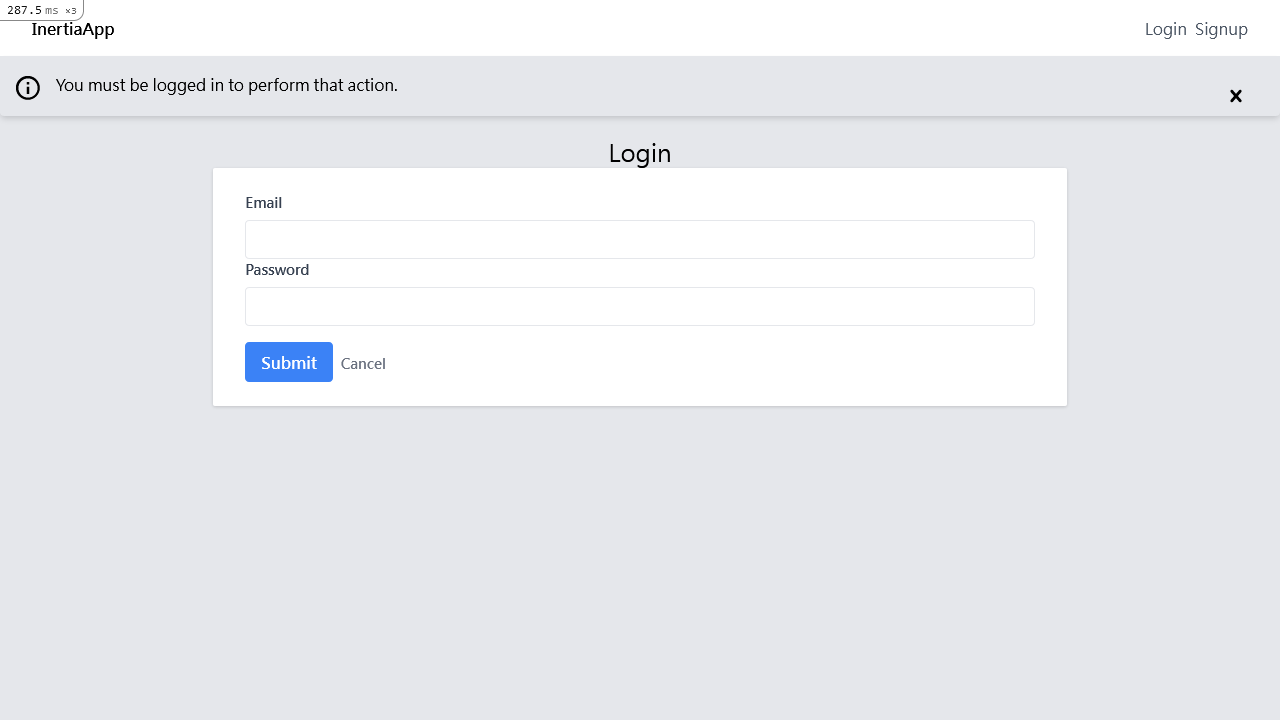 287.5 ms ×3
InertiaApp
Login Signup
You must be logged in to perform that action.
Login
Email
Password
Submit Cancel